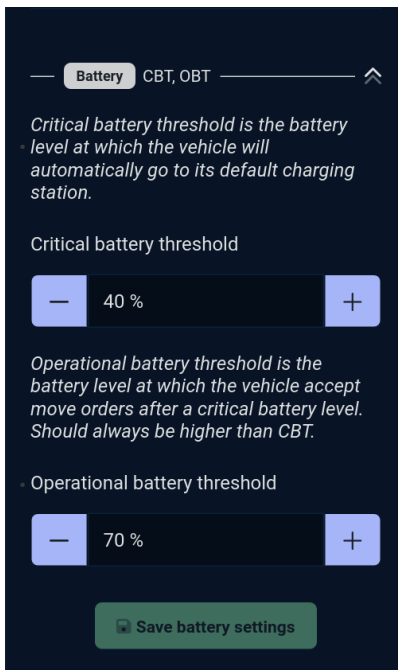 Battery CBT, OBT
Critical battery threshold is the battery
level at which the vehicle will
automatically go to its default charging
station.
Critical battery threshold
40 %
Operational battery threshold is the
battery level at which the vehicle accept
move orders after a critical battery level.
Should always be higher than CBT.
Operational battery threshold
70 %
Save battery settings